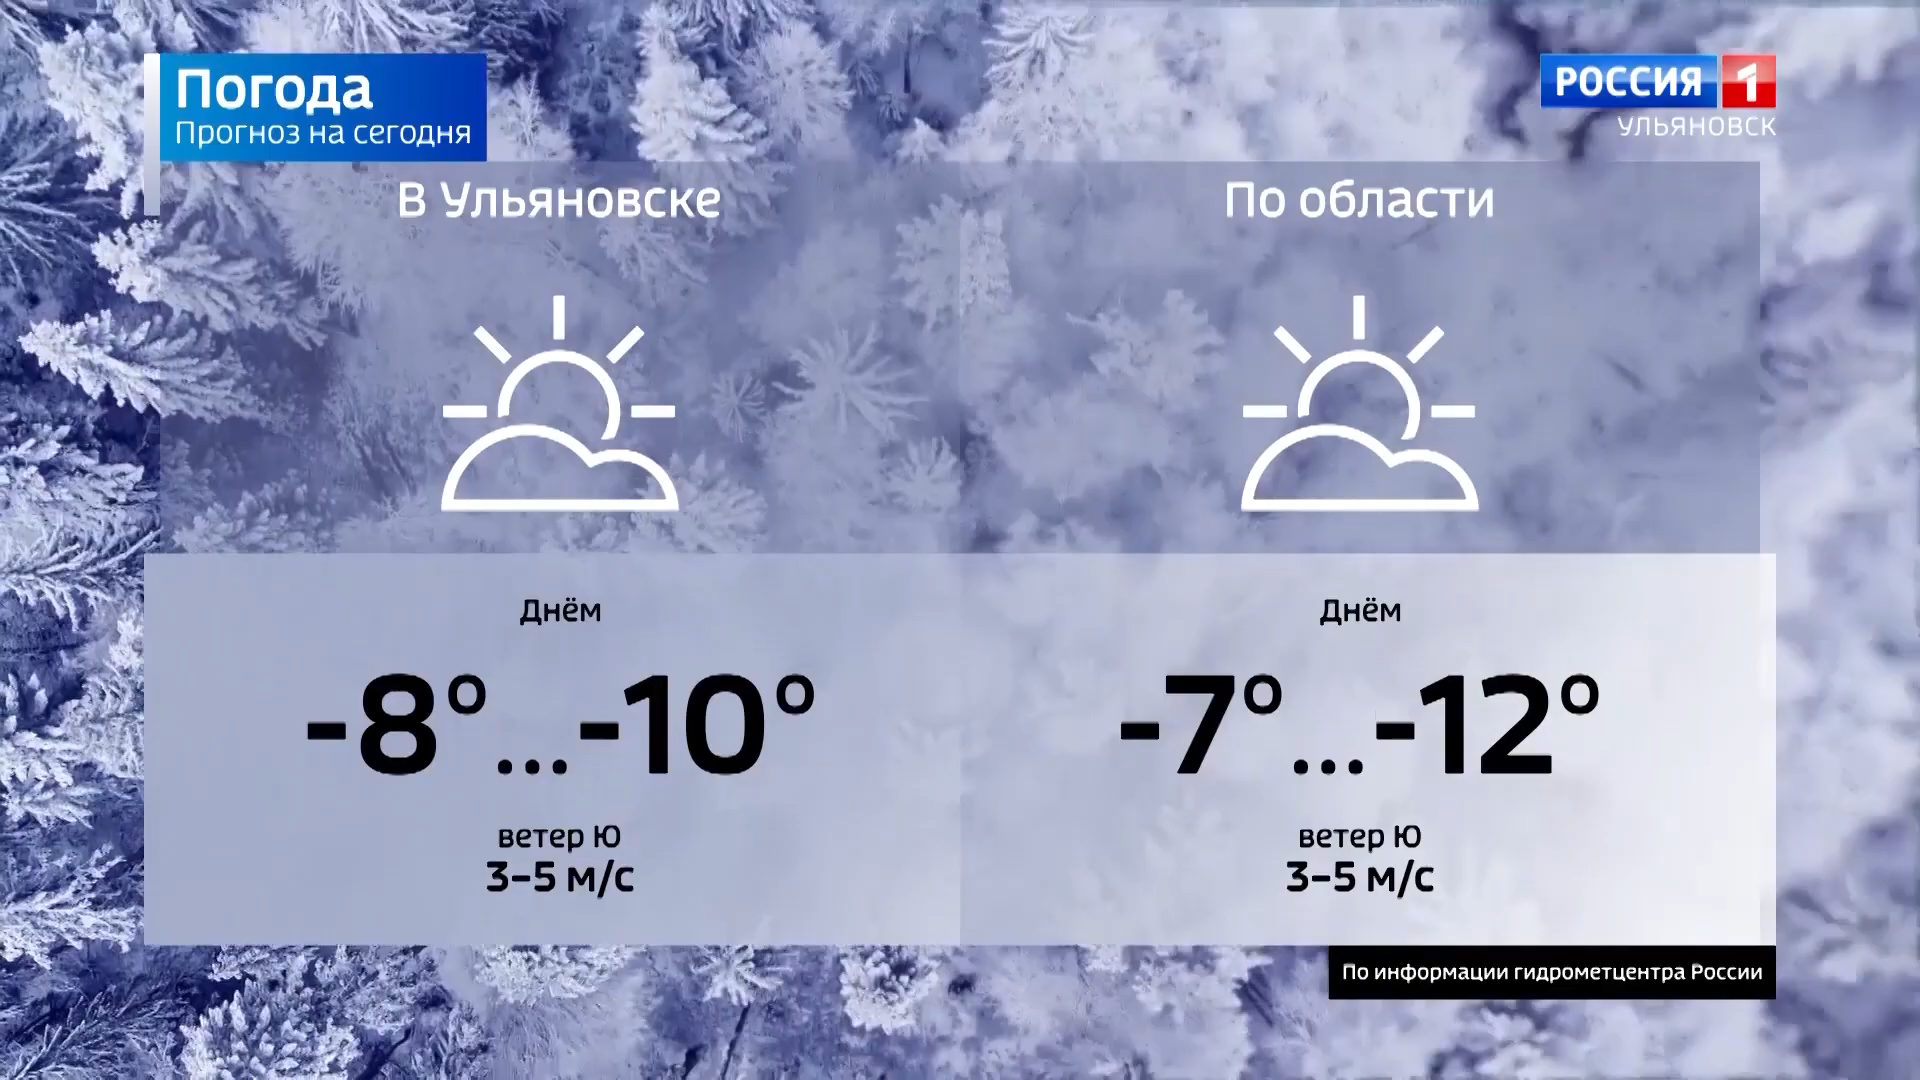 Погода
Прогноз на сегодня
РОССИЯ 1
УЛЬЯНОВСК
В Ульяновске
По области
Днём
-8°...-10°
ветер Ю
3-5 м/с
Днём
-7°...-12°
ветер Ю
3-5 м/с
По информации гидрометцентра России